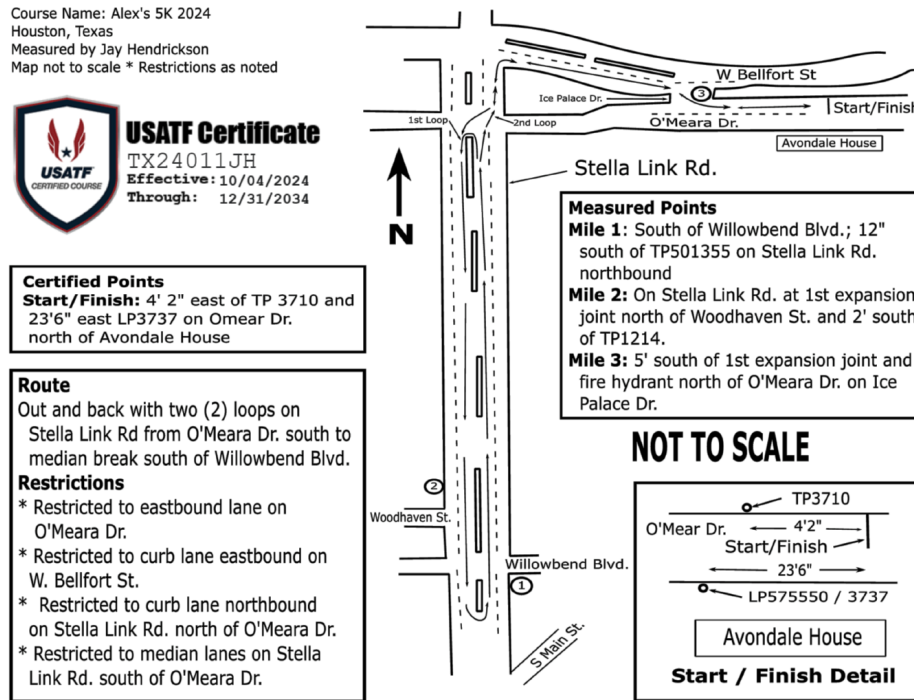 Course Name: Alex's 5K 2024
Houston, Texas
Measured by Jay Hendrickson
Map not to scale * Restrictions as noted
USATF
CERTIFIED COURSE
USATF Certificate
TX24011JH
Effective: 10/04/2024
Through: 12/31/2034
Certified Points
Start/Finish: 4' 2" east of TP 3710 and
23'6" east LP3737 on Omear Dr.
north of Avondale House
Route
Out and back with two (2) loops on
Stella Link Rd from O'Meara Dr. south to
median break south of Willowbend Blvd.
Restrictions
* Restricted to eastbound lane on
O'Meara Dr.
* Restricted to curb lane eastbound on
W. Bellfort St.
* Restricted to curb lane northbound
on Stella Link Rd. north of O'Meara Dr.
* Restricted to median lanes on Stella
Link Rd. south of O'Meara Dr.
N
1st Loop
2nd Loop
Ice Palace Dr.
W Bellfort St
3
Start/Finish
O'Meara Dr.
Avondale House
Stella Link Rd.
2
Woodhaven St.
Willowbend Blvd.
1
S Main St.
Measured Points
Mile 1: South of Willowbend Blvd.; 12"
south of TP501355 on Stella Link Rd.
northbound
Mile 2: On Stella Link Rd. at 1st expansion
joint north of Woodhaven St. and 2' south
of TP1214.
Mile 3: 5' south of 1st expansion joint and
fire hydrant north of O'Meara Dr. on Ice
Palace Dr.
NOT TO SCALE
TP3710
O'Mear Dr.
4'2"
Start/Finish
23'6"
LP575550 / 3737
Avondale House
Start / Finish Detail